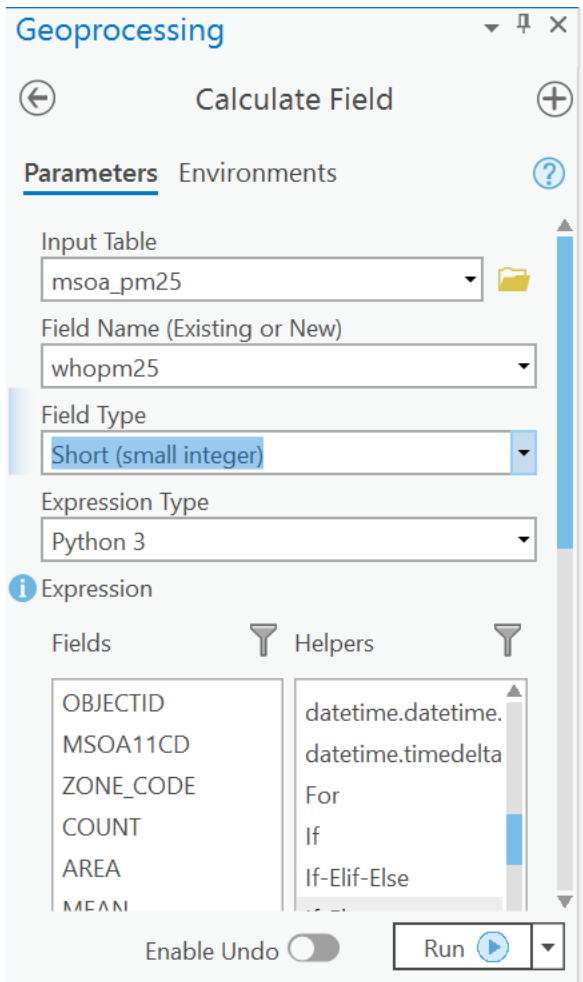 Geoprocessing
Calculate Field
Parameters Environments
Input Table
msoa_pm25
Field Name (Existing or New)
whopm25
Field Type
Short (small integer)
Expression Type
Python 3
Expression
Fields Helpers
OBJECTID
MSOA11CD
ZONE_CODE
COUNT
AREA
MEAN
datetime.datetime.
datetime.timedelta
For
If
If-Elif-Else
Enable Undo
Run